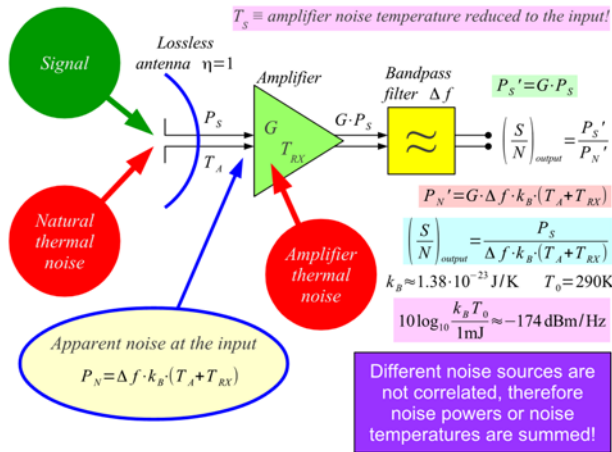 T_S ≡ amplifier noise temperature reduced to the input!
Signal
Lossless
antenna η=1
Amplifier
Bandpass
filter Δf
P_S
T_A
G
T_RX
G·P_S
≈
P_S'=G·P_S
(S/N)_output = P_S'/P_N'
Natural
thermal
noise
Amplifier
thermal
noise
P_N'=G·Δf·k_B·(T_A+T_RX)
(S/N)_output = P_S/(Δf·k_B·(T_A+T_RX))
k_B≈1.38·10⁻²³J/K T_0=290K
10log₁₀ k_B T_0/1mJ ≈−174dBm/Hz
Apparent noise at the input
P_N=Δf·k_B·(T_A+T_RX)
Different noise sources are
not correlated, therefore
noise powers or noise
temperatures are summed!